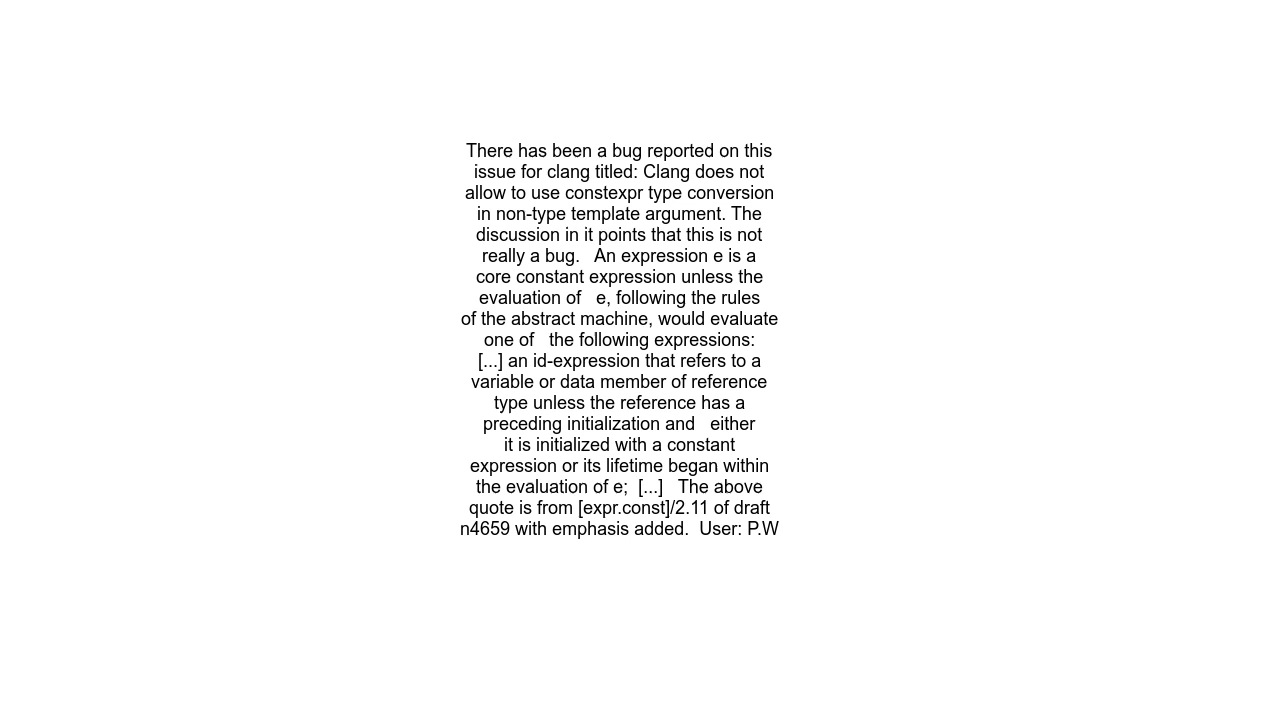 There has been a bug reported on this
issue for clang titled: Clang does not
allow to use constexpr type conversion
in non-type template argument. The
discussion in it points that this is not
really a bug.   An expression e is a
core constant expression unless the
evaluation of   e, following the rules
of the abstract machine, would evaluate
one of   the following expressions:
[...] an id-expression that refers to a
variable or data member of reference
type unless the reference has a
preceding initialization and   either
it is initialized with a constant
expression or its lifetime began within
the evaluation of e;  [...]   The above
quote is from [expr.const]/2.11 of draft
n4659 with emphasis added.  User: P.W